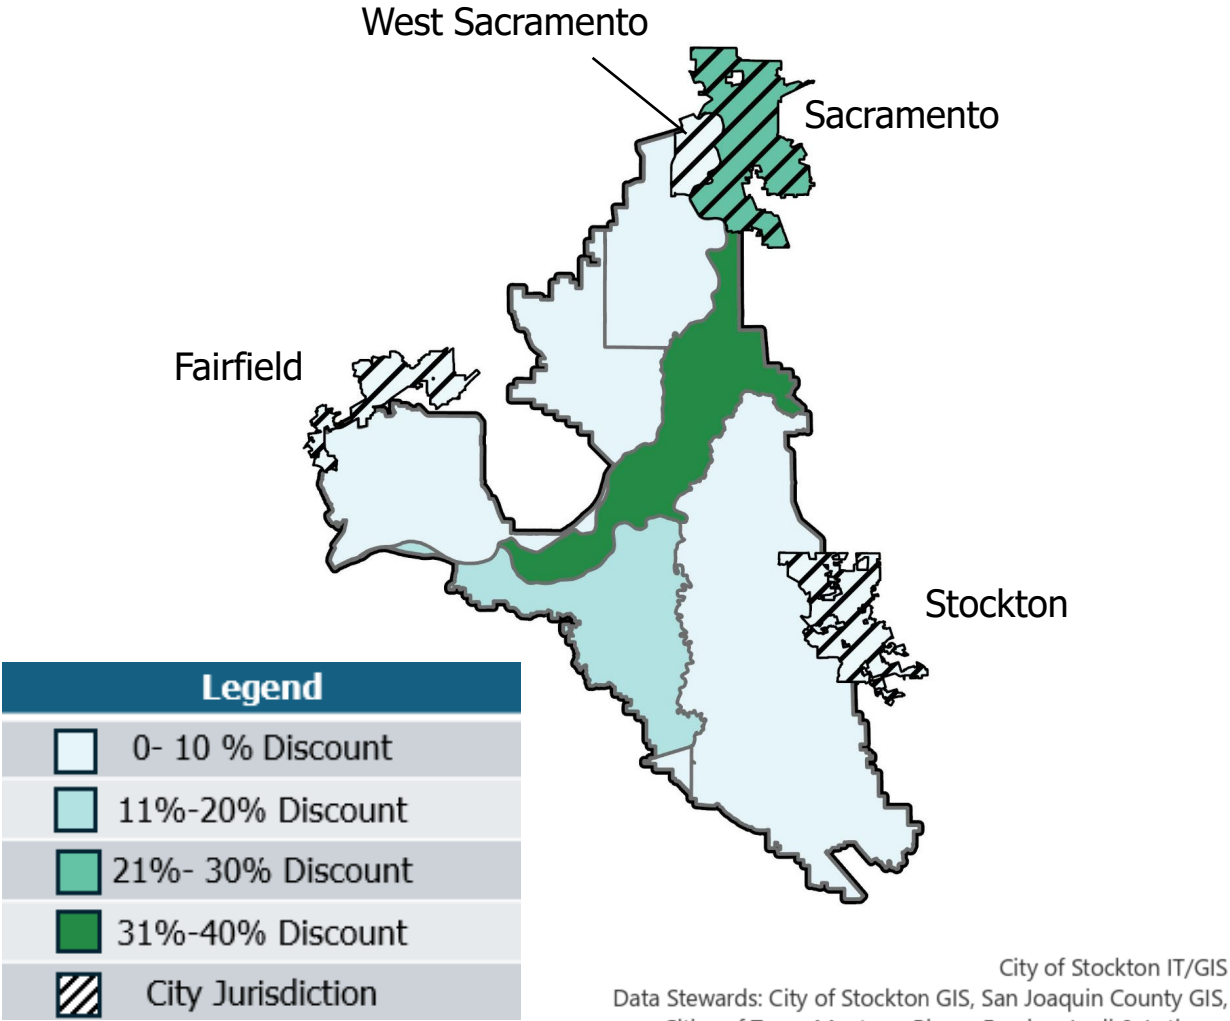 West Sacramento
Sacramento
Fairfield
Stockton
Legend
0- 10 % Discount
11%-20% Discount
21%- 30% Discount
31%-40% Discount
City Jurisdiction
City of Stockton IT/GIS
Data Stewards: City of Stockton GIS, San Joaquin County GIS,